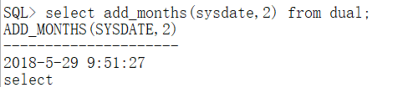 SQL> select add_months(sysdate,2) from dual;
ADD_MONTHS(SYSDATE,2)
---------------------
2018-5-29 9:51:27
select